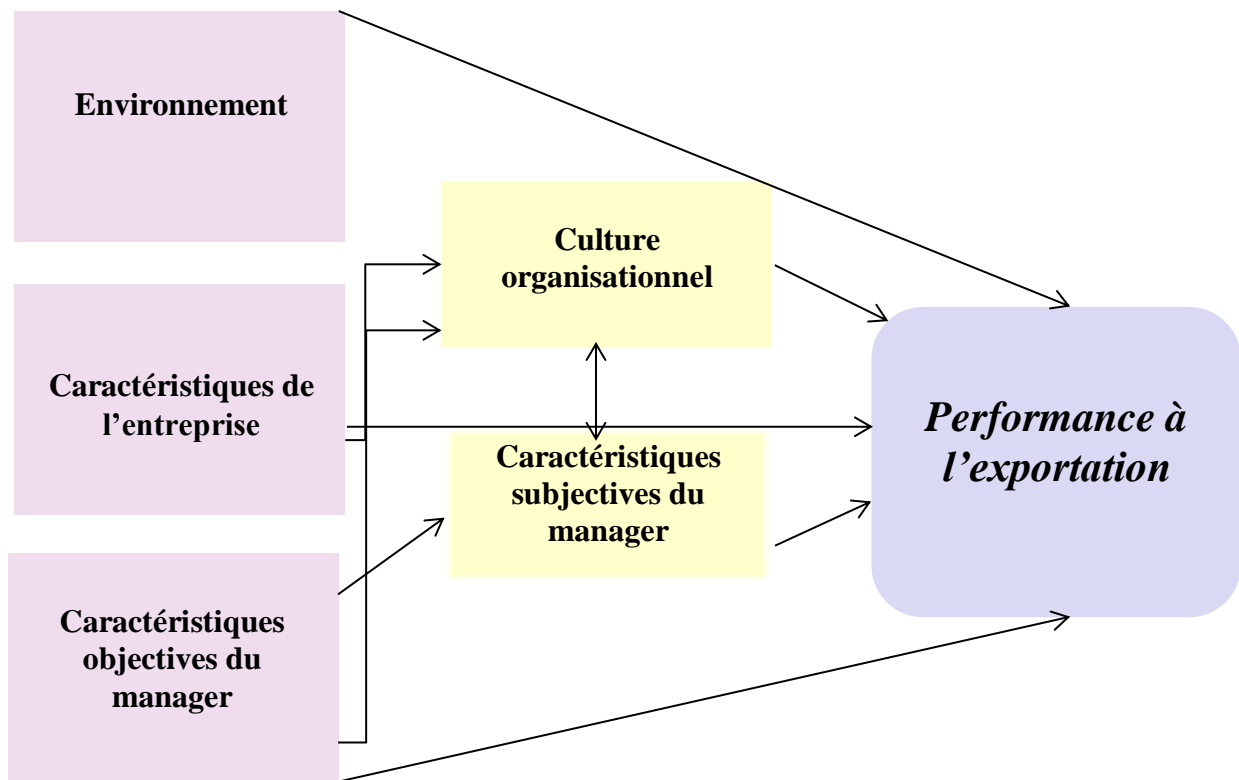 Environnement
Culture
organisationnel
Caractéristiques de
l’entreprise
Performance à
l’exportation
Caractéristiques
subjectives du
manager
Caractéristiques
objectives du
manager